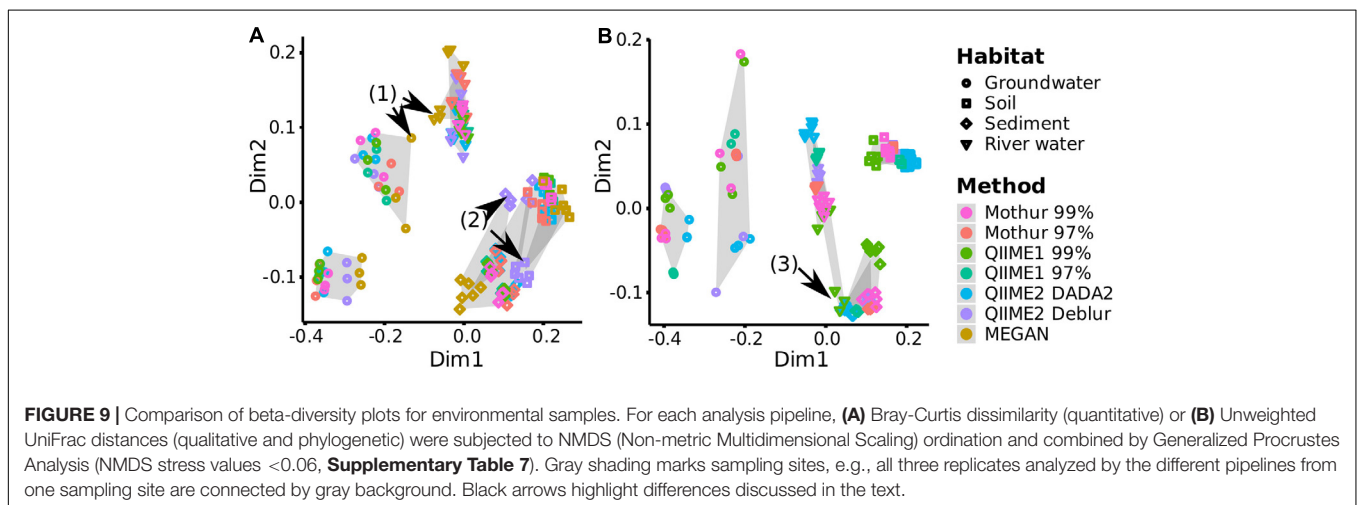 A
B
0.2
0.1
0.0
-0.1
Dim2
-0.4
-0.2
0.0
0.2
Dim1
(1)
(2)
0.2
0.1
0.0
-0.1
Dim2
-0.4
-0.2
0.0
0.2
Dim1
(3)
Habitat
Groundwater
Soil
Sediment
River water
Method
Mothur 99%
Mothur 97%
QIIME1 99%
QIIME1 97%
QIIME2 DADA2
QIIME2 Deblur
MEGAN
FIGURE 9 | Comparison of beta-diversity plots for environmental samples. For each analysis pipeline, (A) Bray-Curtis dissimilarity (quantitative) or (B) Unweighted
UniFrac distances (qualitative and phylogenetic) were subjected to NMDS (Non-metric Multidimensional Scaling) ordination and combined by Generalized Procrustes
Analysis (NMDS stress values <0.06, Supplementary Table 7). Gray shading marks sampling sites, e.g., all three replicates analyzed by the different pipelines from
one sampling site are connected by gray background. Black arrows highlight differences discussed in the text.